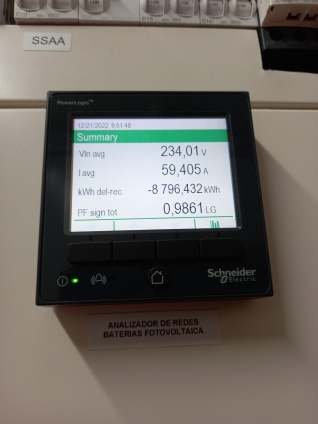 SSAA
PowerLogic™
12/21/2022 9:51:48
Summary
Vln avg 234,01 V
I avg 59,405 A
kWh del-rec -8 796,432 kWh
PF sign tot 0,9861 LG
Schneider
Electric
ANALIZADOR DE REDES
BATERIAS FOTOVOLTAICA